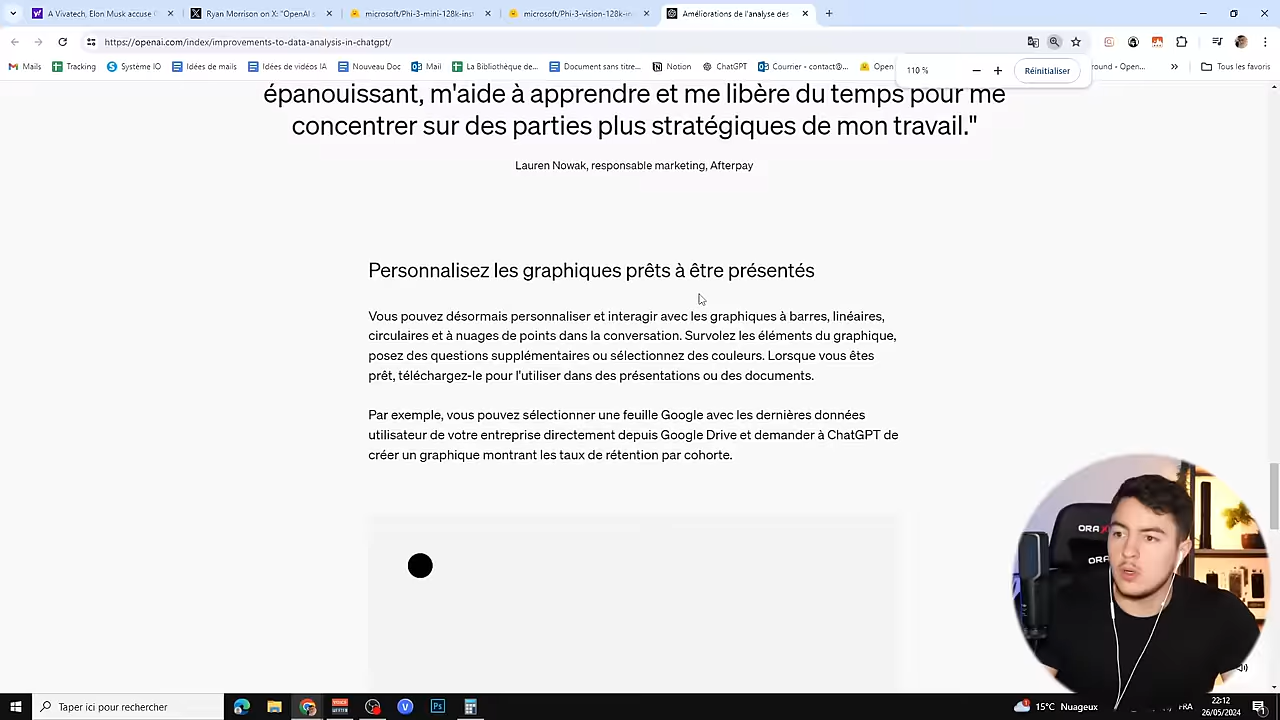 A Vivatech, Elon Musk accuse G
Ryan Morrison on X: "OpenAI s
microsoft/Phi-3-mini-128k-inst
microsoft/Phi-3-vision-128k-in
Améliorations de l'analyse des
https://openai.com/index/improvements-to-data-analysis-in-chatgpt/
Mails
Tracking
Système IO
Idées de mails
Idées de vidéos IA
Nouveau Doc
Mail
La Bibliothèque de...
Document sans titre...
Notion
ChatGPT
Courrier - contact@...
Open
round - Open...
Tous les favoris
110 %
Réinitialiser
épanouissant, m'aide à apprendre et me libère du temps pour me
concentrer sur des parties plus stratégiques de mon travail."
Lauren Nowak, responsable marketing, Afterpay
Personnalisez les graphiques prêts à être présentés
Vous pouvez désormais personnaliser et interagir avec les graphiques à barres, linéaires,
circulaires et à nuages de points dans la conversation. Survolez les éléments du graphique,
posez des questions supplémentaires ou sélectionnez des couleurs. Lorsque vous êtes
prêt, téléchargez-le pour l'utiliser dans des présentations ou des documents.
Par exemple, vous pouvez sélectionner une feuille Google avec les dernières données
utilisateur de votre entreprise directement depuis Google Drive et demander à ChatGPT de
créer un graphique montrant les taux de rétention par cohorte.
Taper ici pour rechercher
15°C Nuageux
FRA
22:12
26/05/2024